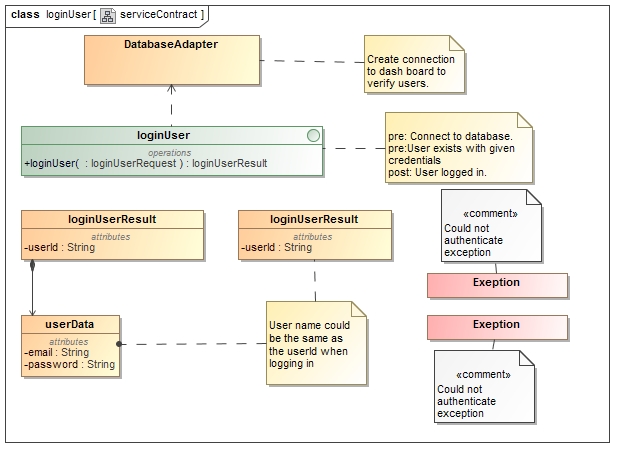 class loginUser [ serviceContract ]
DatabaseAdapter
Create connection
to dash board to
verify users.
loginUser
operations
+loginUser( : loginUserRequest ) : loginUserResult
pre: Connect to database.
pre:User exists with given
credentials
post: User logged in.
loginUserResult
attributes
-userId : String
loginUserResult
attributes
-userId : String
«comment»
Could not
authenticate
exception
Exeption
userData
attributes
-email : String
-password : String
User name could
be the same as
the userId when
logging in
Exeption
«comment»
Could not
authenticate
exception